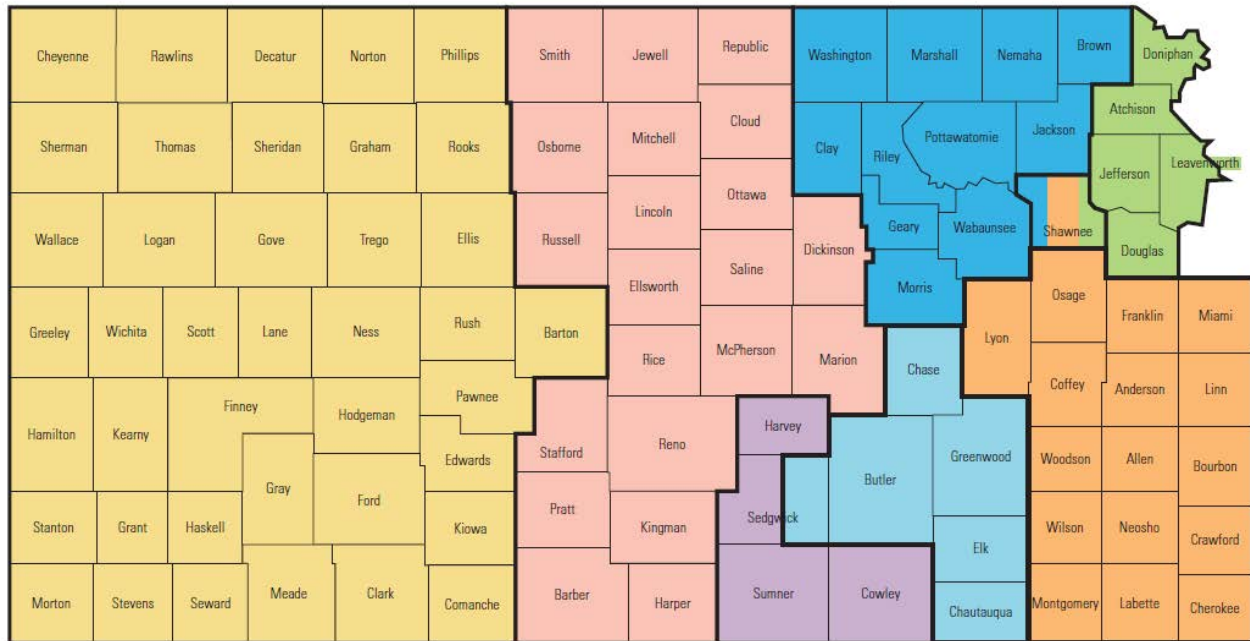 Cheyenne
Rawlins
Decatur
Norton
Phillips
Smith
Jewell
Republic
Washington
Marshall
Nemaha
Brown
Doniphan
Sherman
Thomas
Sheridan
Graham
Rooks
Osborne
Mitchell
Cloud
Clay
Riley
Pottawatomie
Jackson
Atchison
Jefferson
Leavenworth
Wallace
Logan
Gove
Trego
Ellis
Russell
Lincoln
Ottawa
Saline
Dickinson
Geary
Wabaunsee
Shawnee
Douglas
Morris
Ellsworth
Greeley
Wichita
Scott
Lane
Ness
Rush
Barton
Rice
McPherson
Marion
Chase
Lyon
Osage
Franklin
Miami
Hamilton
Kearny
Finney
Hodgeman
Pawnee
Edwards
Stafford
Reno
Harvey
Butler
Greenwood
Coffey
Anderson
Linn
Woodson
Allen
Bourbon
Stanton
Grant
Haskell
Gray
Ford
Kiowa
Pratt
Kingman
Sedgwick
Elk
Wilson
Neosho
Crawford
Morton
Stevens
Seward
Meade
Clark
Comanche
Barber
Harper
Sumner
Cowley
Chautauqua
Montgomery
Labette
Cherokee